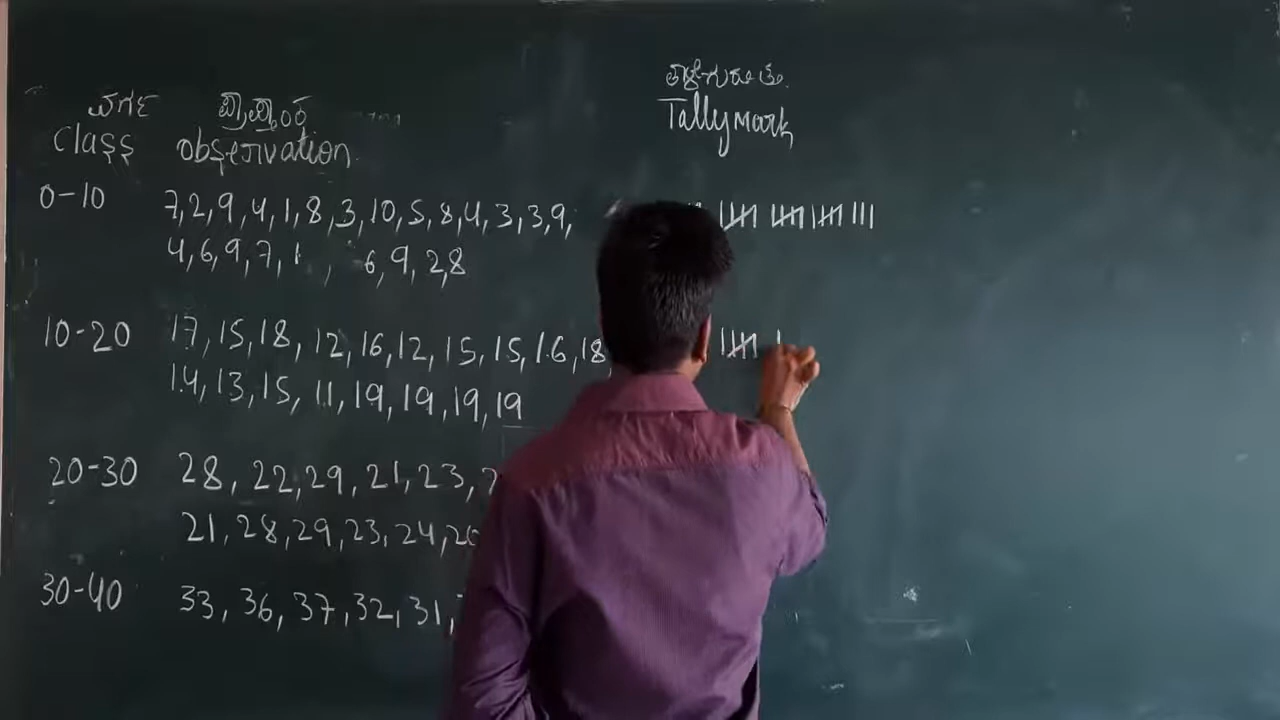 ವರ್ಗ
ಪ್ರಾಪ್ತಾಂಕ
Class
observation
Tally mark
0-10
7,2,9,4,1,8,3,10,5,8,4,3,3,9,
4,6,9,7,1, 6,9,2,8
10-20
17,15,18,12,16,12,15,15,16,18
14,13,15,11,19,19,19,19
20-30
28,22,29,21,23,
21,28,29,23,24,
30-40
33,36,37,32,31,